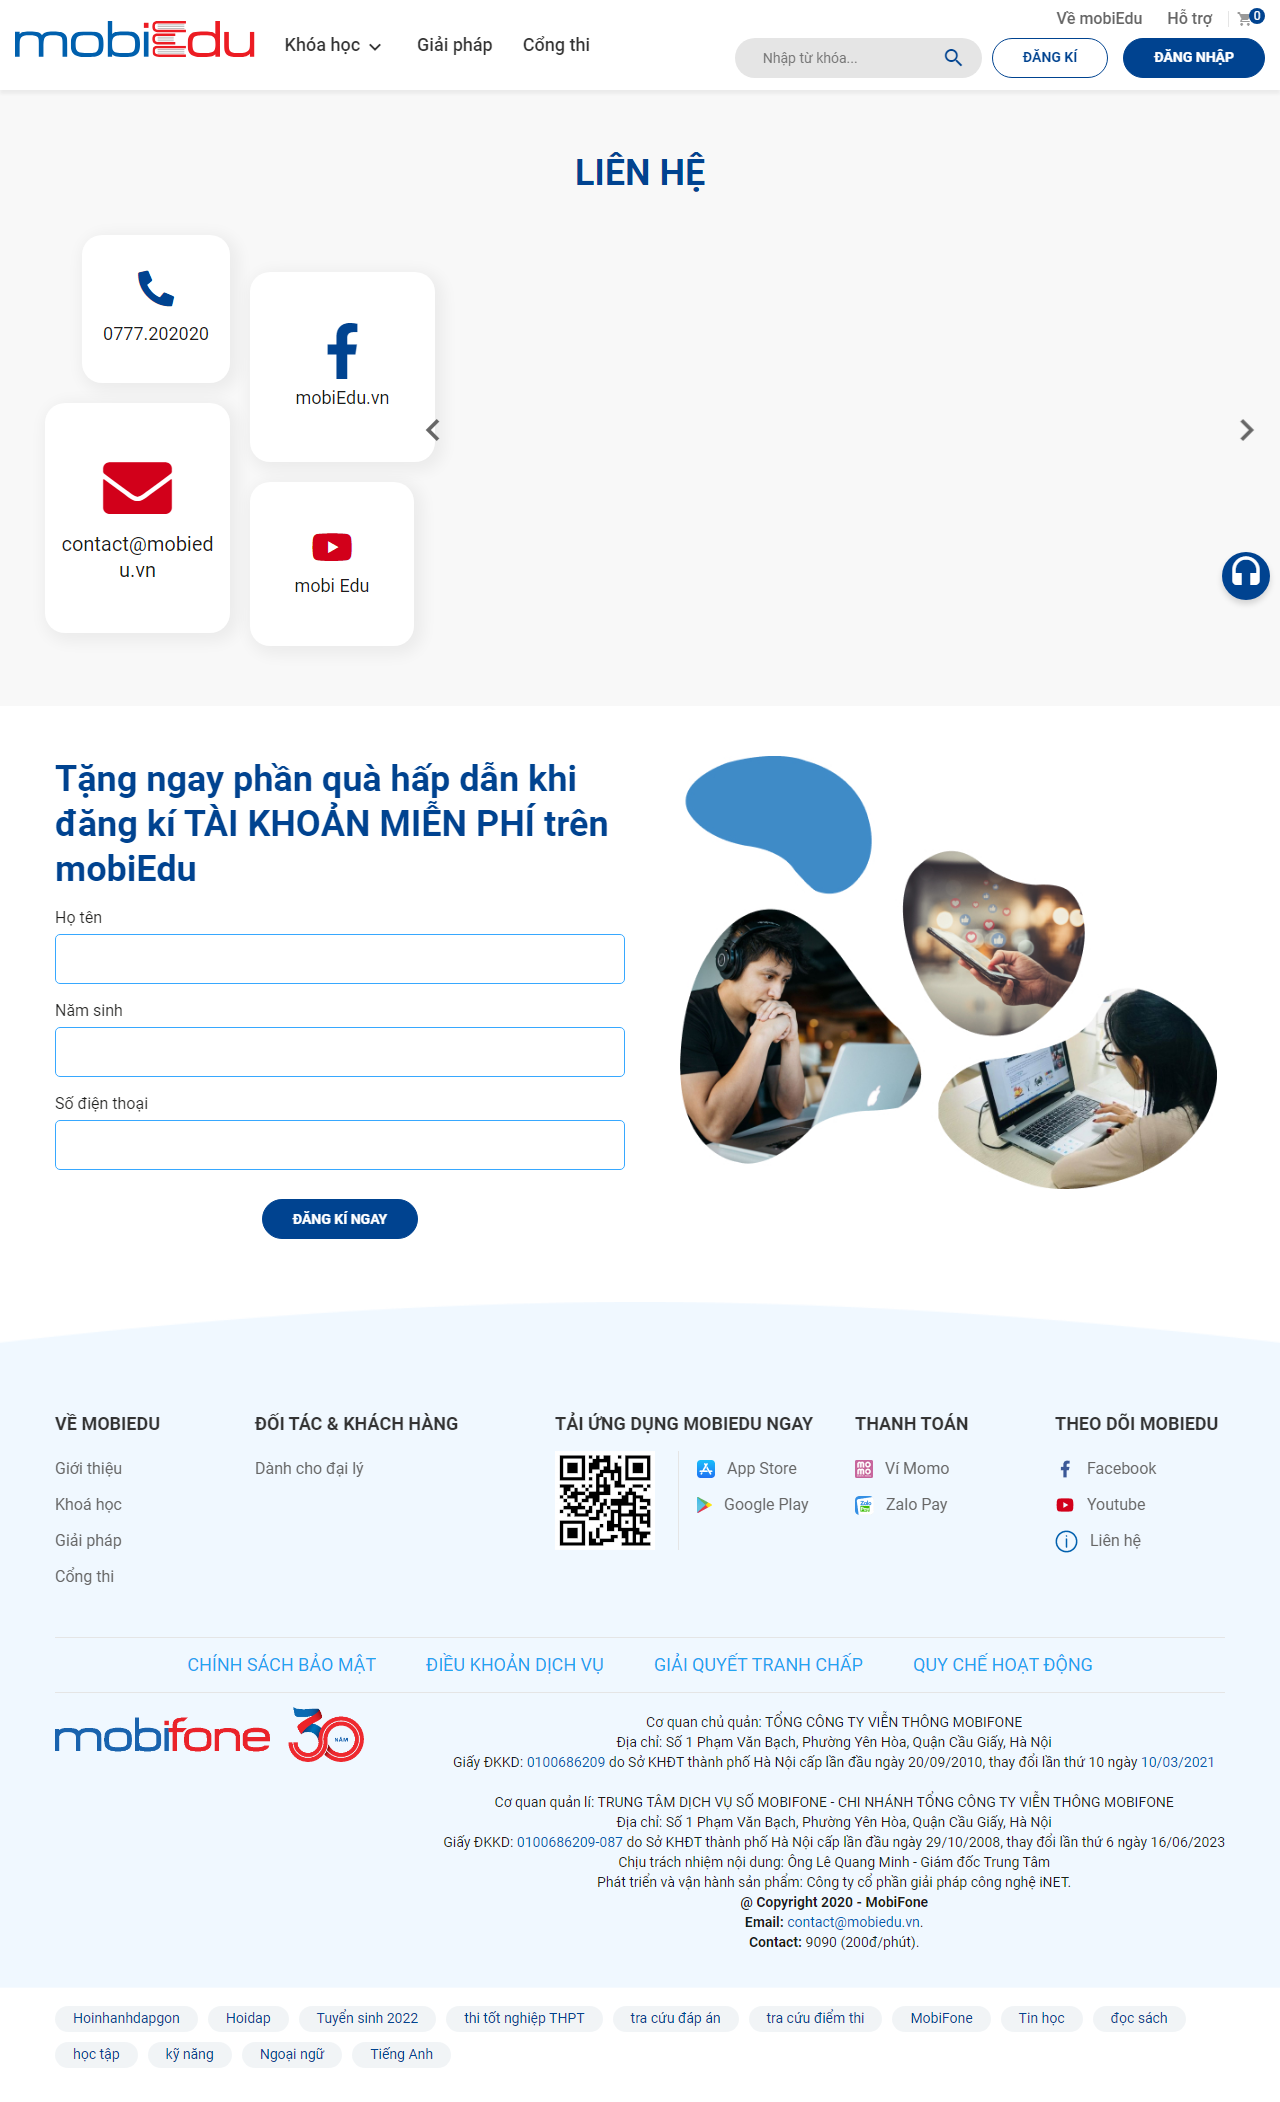 Về mobiEdu Hỗ trợ 0
mobiEdu Khóa học Giải pháp Cổng thi
Nhập từ khóa... ĐĂNG KÍ ĐĂNG NHẬP
LIÊN HỆ
0777.202020
mobiEdu.vn
contact@mobied
u.vn
mobi Edu
Tặng ngay phần quà hấp dẫn khi
đăng kí TÀI KHOẢN MIỄN PHÍ trên
mobiEdu
Họ tên
Năm sinh
Số điện thoại
ĐĂNG KÍ NGAY
VỀ MOBIEDU
Giới thiệu
Khoá học
Giải pháp
Cổng thi
ĐỐI TÁC & KHÁCH HÀNG
Dành cho đại lý
TẢI ỨNG DỤNG MOBIEDU NGAY
App Store
Google Play
THANH TOÁN
Ví Momo
Zalo Pay
THEO DÕI MOBIEDU
Facebook
Youtube
Liên hệ
CHÍNH SÁCH BẢO MẬT ĐIỀU KHOẢN DỊCH VỤ GIẢI QUYẾT TRANH CHẤP QUY CHẾ HOẠT ĐỘNG
mobifone 30 NĂM
Cơ quan chủ quản: TỔNG CÔNG TY VIỄN THÔNG MOBIFONE
Địa chỉ: Số 1 Phạm Văn Bạch, Phường Yên Hòa, Quận Cầu Giấy, Hà Nội
Giấy ĐKKD: 0100686209 do Sở KHĐT thành phố Hà Nội cấp lần đầu ngày 20/09/2010, thay đổi lần thứ 10 ngày 10/03/2021
Cơ quan quản lí: TRUNG TÂM DỊCH VỤ SỐ MOBIFONE - CHI NHÁNH TỔNG CÔNG TY VIỄN THÔNG MOBIFONE
Địa chỉ: Số 1 Phạm Văn Bạch, Phường Yên Hòa, Quận Cầu Giấy, Hà Nội
Giấy ĐKKD: 0100686209-087 do Sở KHĐT thành phố Hà Nội cấp lần đầu ngày 29/10/2008, thay đổi lần thứ 6 ngày 16/06/2023
Chịu trách nhiệm nội dung: Ông Lê Quang Minh - Giám đốc Trung Tâm
Phát triển và vận hành sản phẩm: Công ty cổ phần giải pháp công nghệ iNET.
@ Copyright 2020 - MobiFone
Email: contact@mobiedu.vn.
Contact: 9090 (200đ/phút).
Hoinhanhdapgon Hoidap Tuyển sinh 2022 thi tốt nghiệp THPT tra cứu đáp án tra cứu điểm thi MobiFone Tin học đọc sách
học tập kỹ năng Ngoại ngữ Tiếng Anh